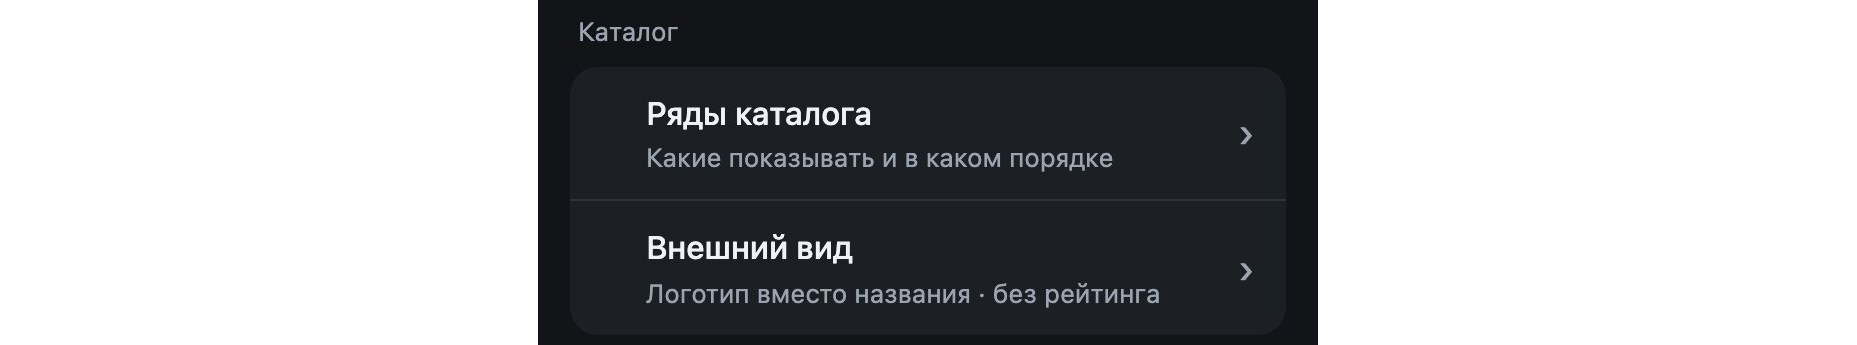 Каталог
Ряды каталога
Какие показывать и в каком порядке
Внешний вид
Логотип вместо названия · без рейтинга